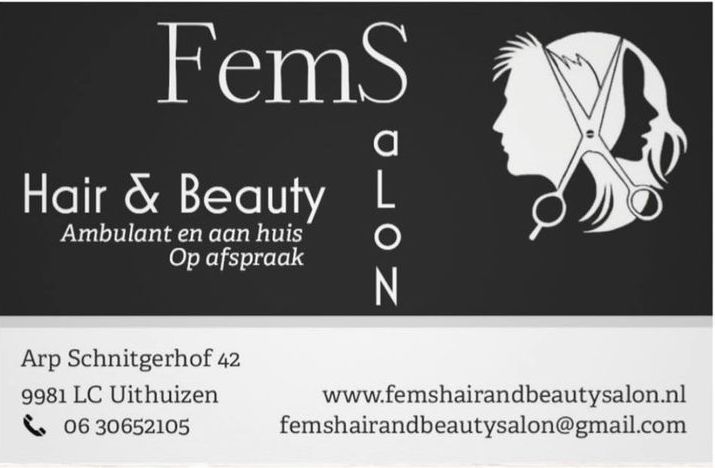 FemS
aLON
Hair & Beauty
Ambulant en aan huis
Op afspraak
Arp Schnitgerhof 42
9981 LC Uithuizen
06 30652105
www.femshairandbeautysalon.nl
femshairandbeautysalon@gmail.com